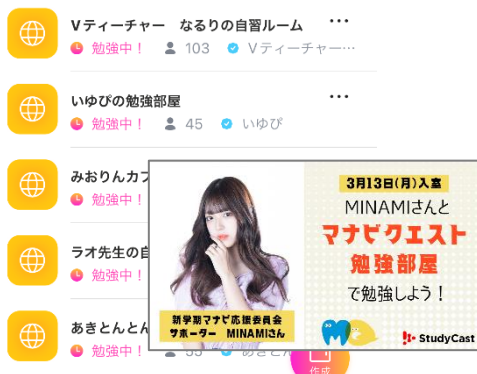 Vティーチャー なるりの自習ルーム
勉強中！ 103 Vティーチャー…
いゆぴの勉強部屋
勉強中！ 45 いゆぴ
みおりんカフ
勉強中！
ラオ先生の自
勉強中！
あきとんとん
勉強中！
3月13日(月)入室
MINAMIさんと
マナビクエスト
勉強部屋
で勉強しよう！
新学期マナビ応援委員会
サポーター MINAMIさん
StudyCast
作成